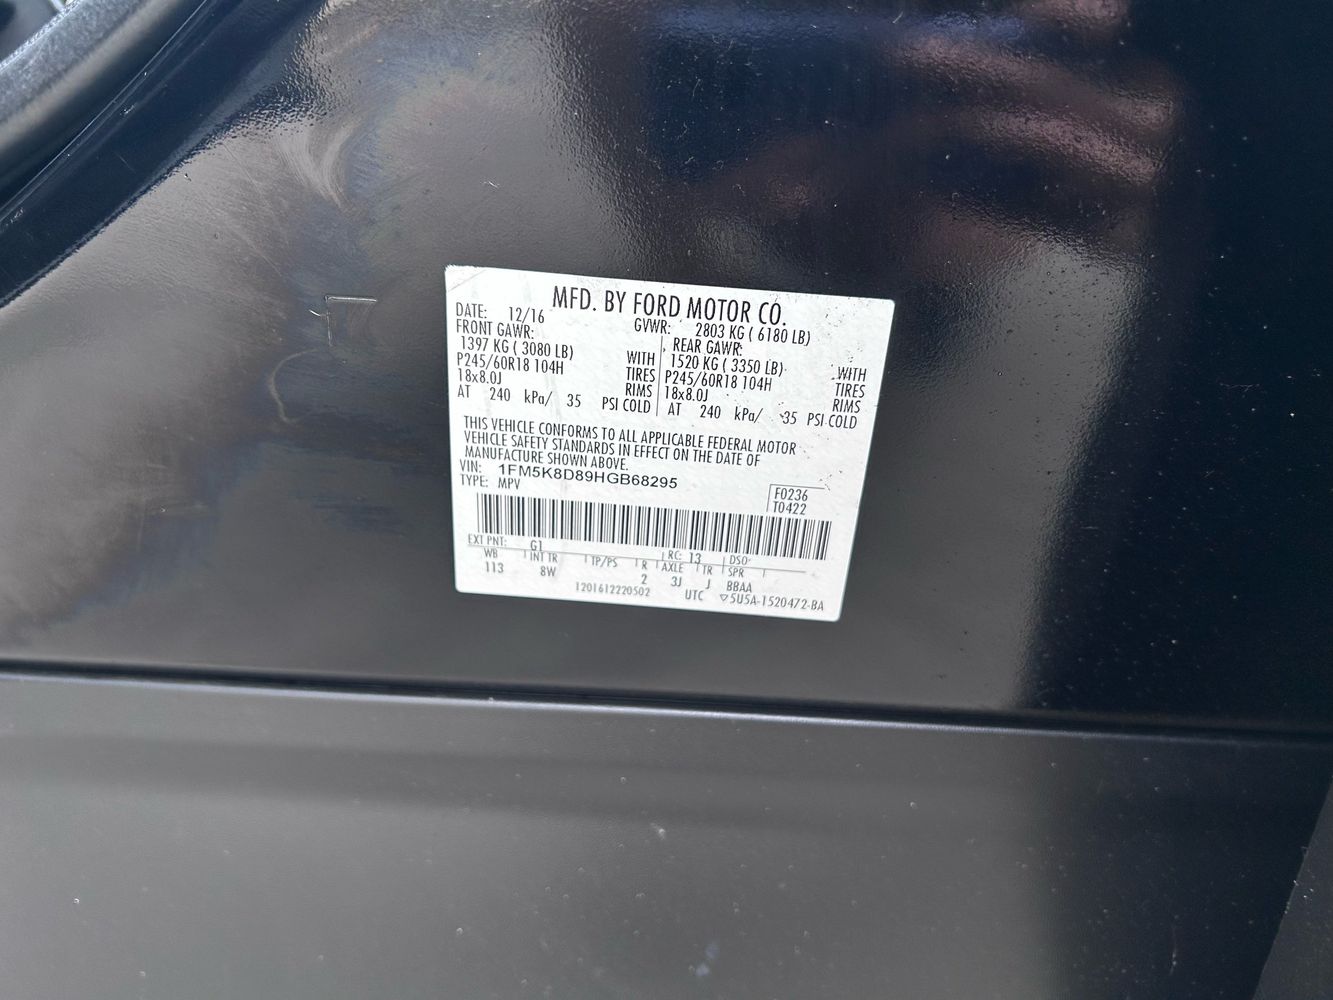 MFD. BY FORD MOTOR CO.
DATE: 12/16 GVWR: 2803 KG ( 6180 LB)
FRONT GAWR: REAR GAWR:
1397 KG ( 3080 LB) WITH 1520 KG ( 3350 LB) WITH
P245/60R18 104H TIRES P245/60R18 104H TIRES
18x8.0J RIMS 18x8.0J RIMS
AT 240 kPa/ 35 PSI COLD AT 240 kPa/ 35 PSI COLD
THIS VEHICLE CONFORMS TO ALL APPLICABLE FEDERAL MOTOR
VEHICLE SAFETY STANDARDS IN EFFECT ON THE DATE OF
MANUFACTURE SHOWN ABOVE.
VIN: 1FM5K8D89HGB68295
TYPE: MPV F0236
T0422
EXT PNT: G1 RC: 13 DSO:
WB INT TR TP/PS R AXLE TR SPR
113 8W 2 3J J BBAA
1201612220502 UTC ▽5U5A-1520472-BA